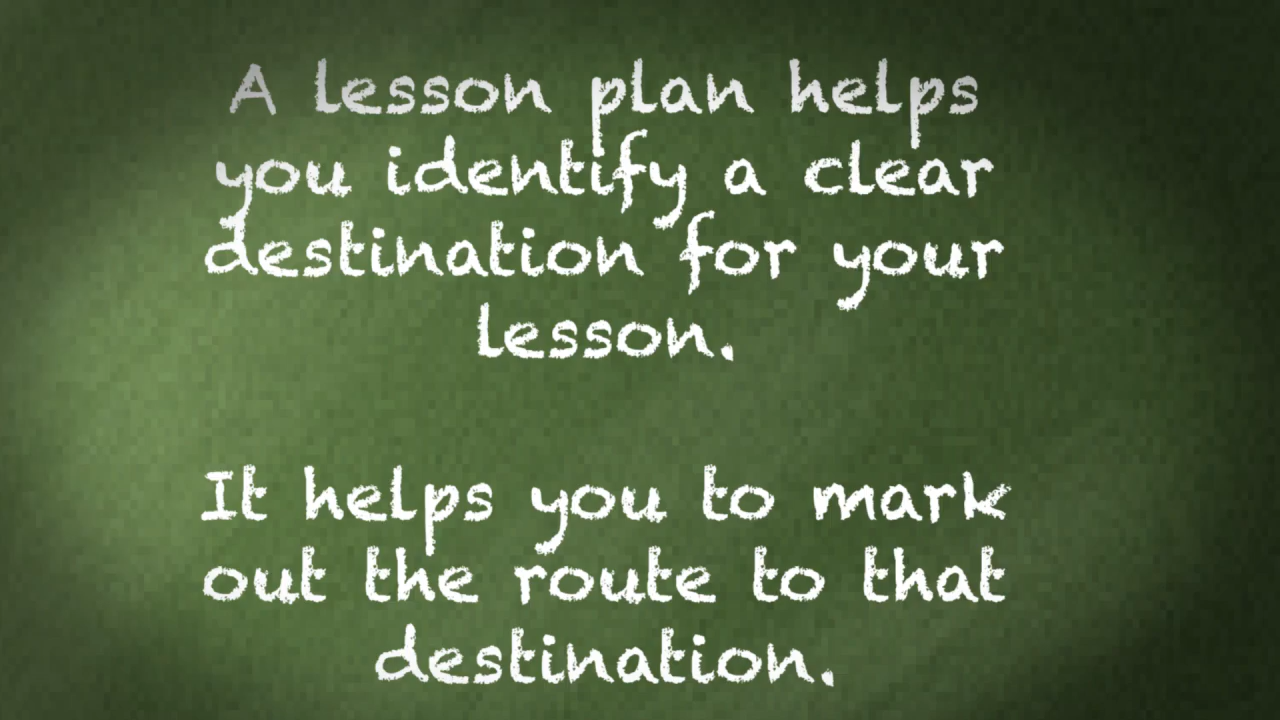 A lesson plan helps
you identify a clear
destination for your
lesson.
It helps you to mark
out the route to that
destination.